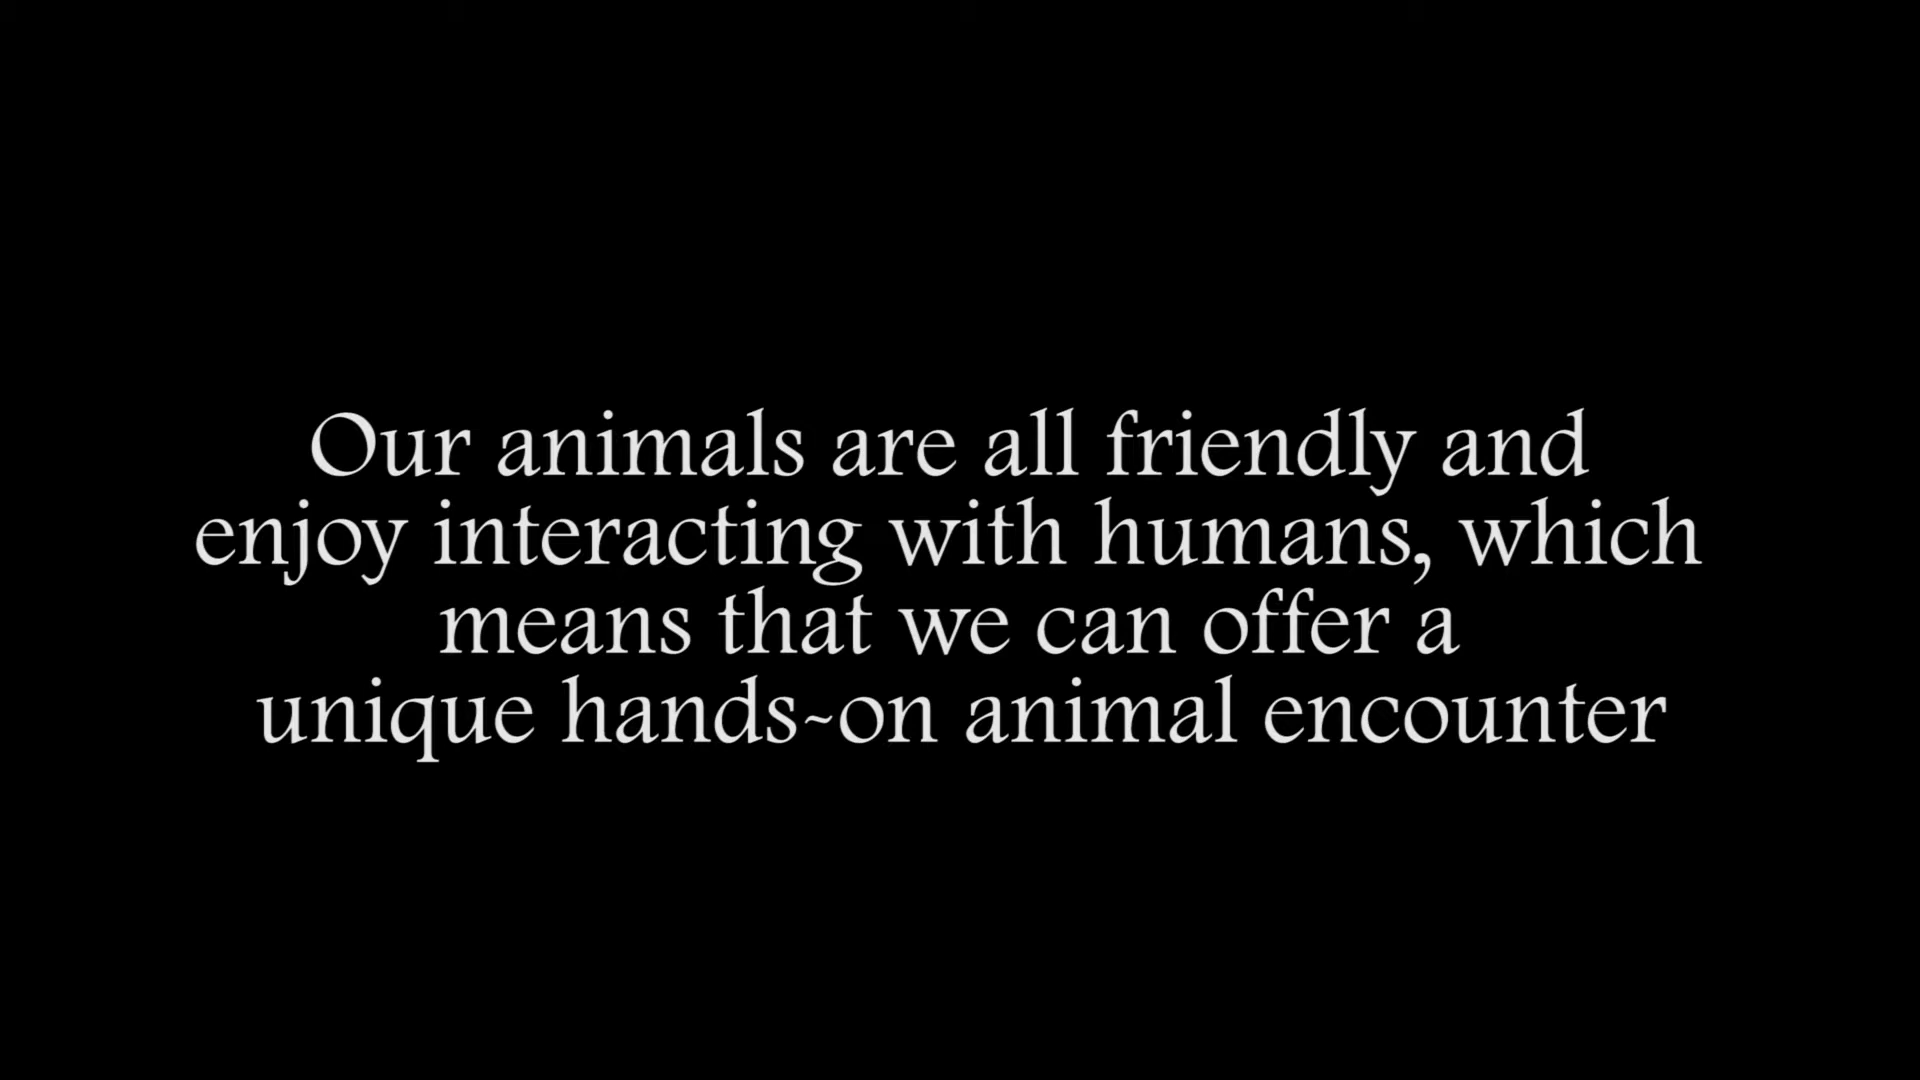 Our animals are all friendly and
enjoy interacting with humans, which
means that we can offer a
unique hands-on animal encounter